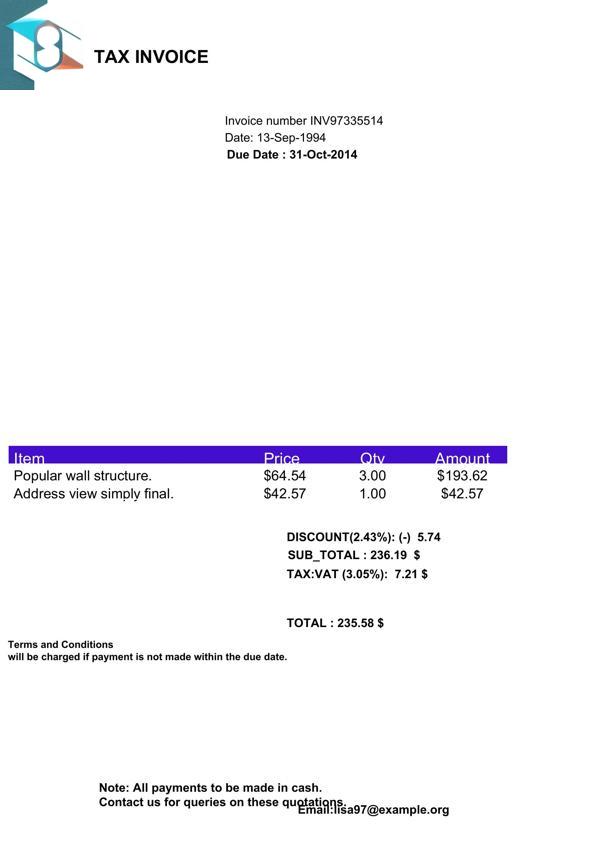 TAX INVOICE
Invoice number INV97335514
Date: 13-Sep-1994
Due Date : 31-Oct-2014
Item Price Qty Amount
Popular wall structure. $64.54 3.00 $193.62
Address view simply final. $42.57 1.00 $42.57
DISCOUNT(2.43%): (-) 5.74
SUB_TOTAL : 236.19 $
TAX:VAT (3.05%): 7.21 $
TOTAL : 235.58 $
Terms and Conditions
will be charged if payment is not made within the due date.
Note: All payments to be made in cash.
Contact us for queries on these quotations.
Email:lisa97@example.org